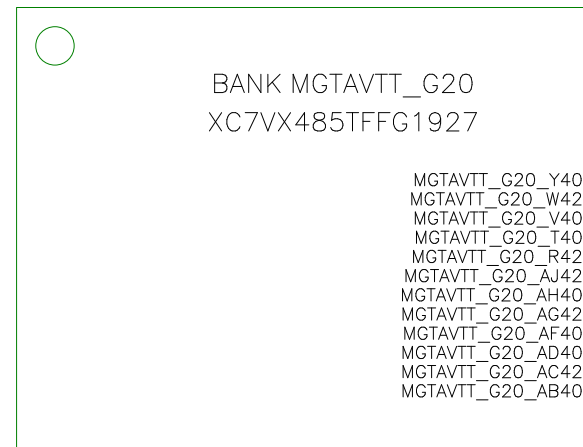 BANK MGTAVTT_G20
XC7VX485TFFG1927
MGTAVTT_G20_Y40
MGTAVTT_G20_W42
MGTAVTT_G20_V40
MGTAVTT_G20_T40
MGTAVTT_G20_R42
MGTAVTT_G20_AJ42
MGTAVTT_G20_AH40
MGTAVTT_G20_AG42
MGTAVTT_G20_AF40
MGTAVTT_G20_AD40
MGTAVTT_G20_AC42
MGTAVTT_G20_AB40